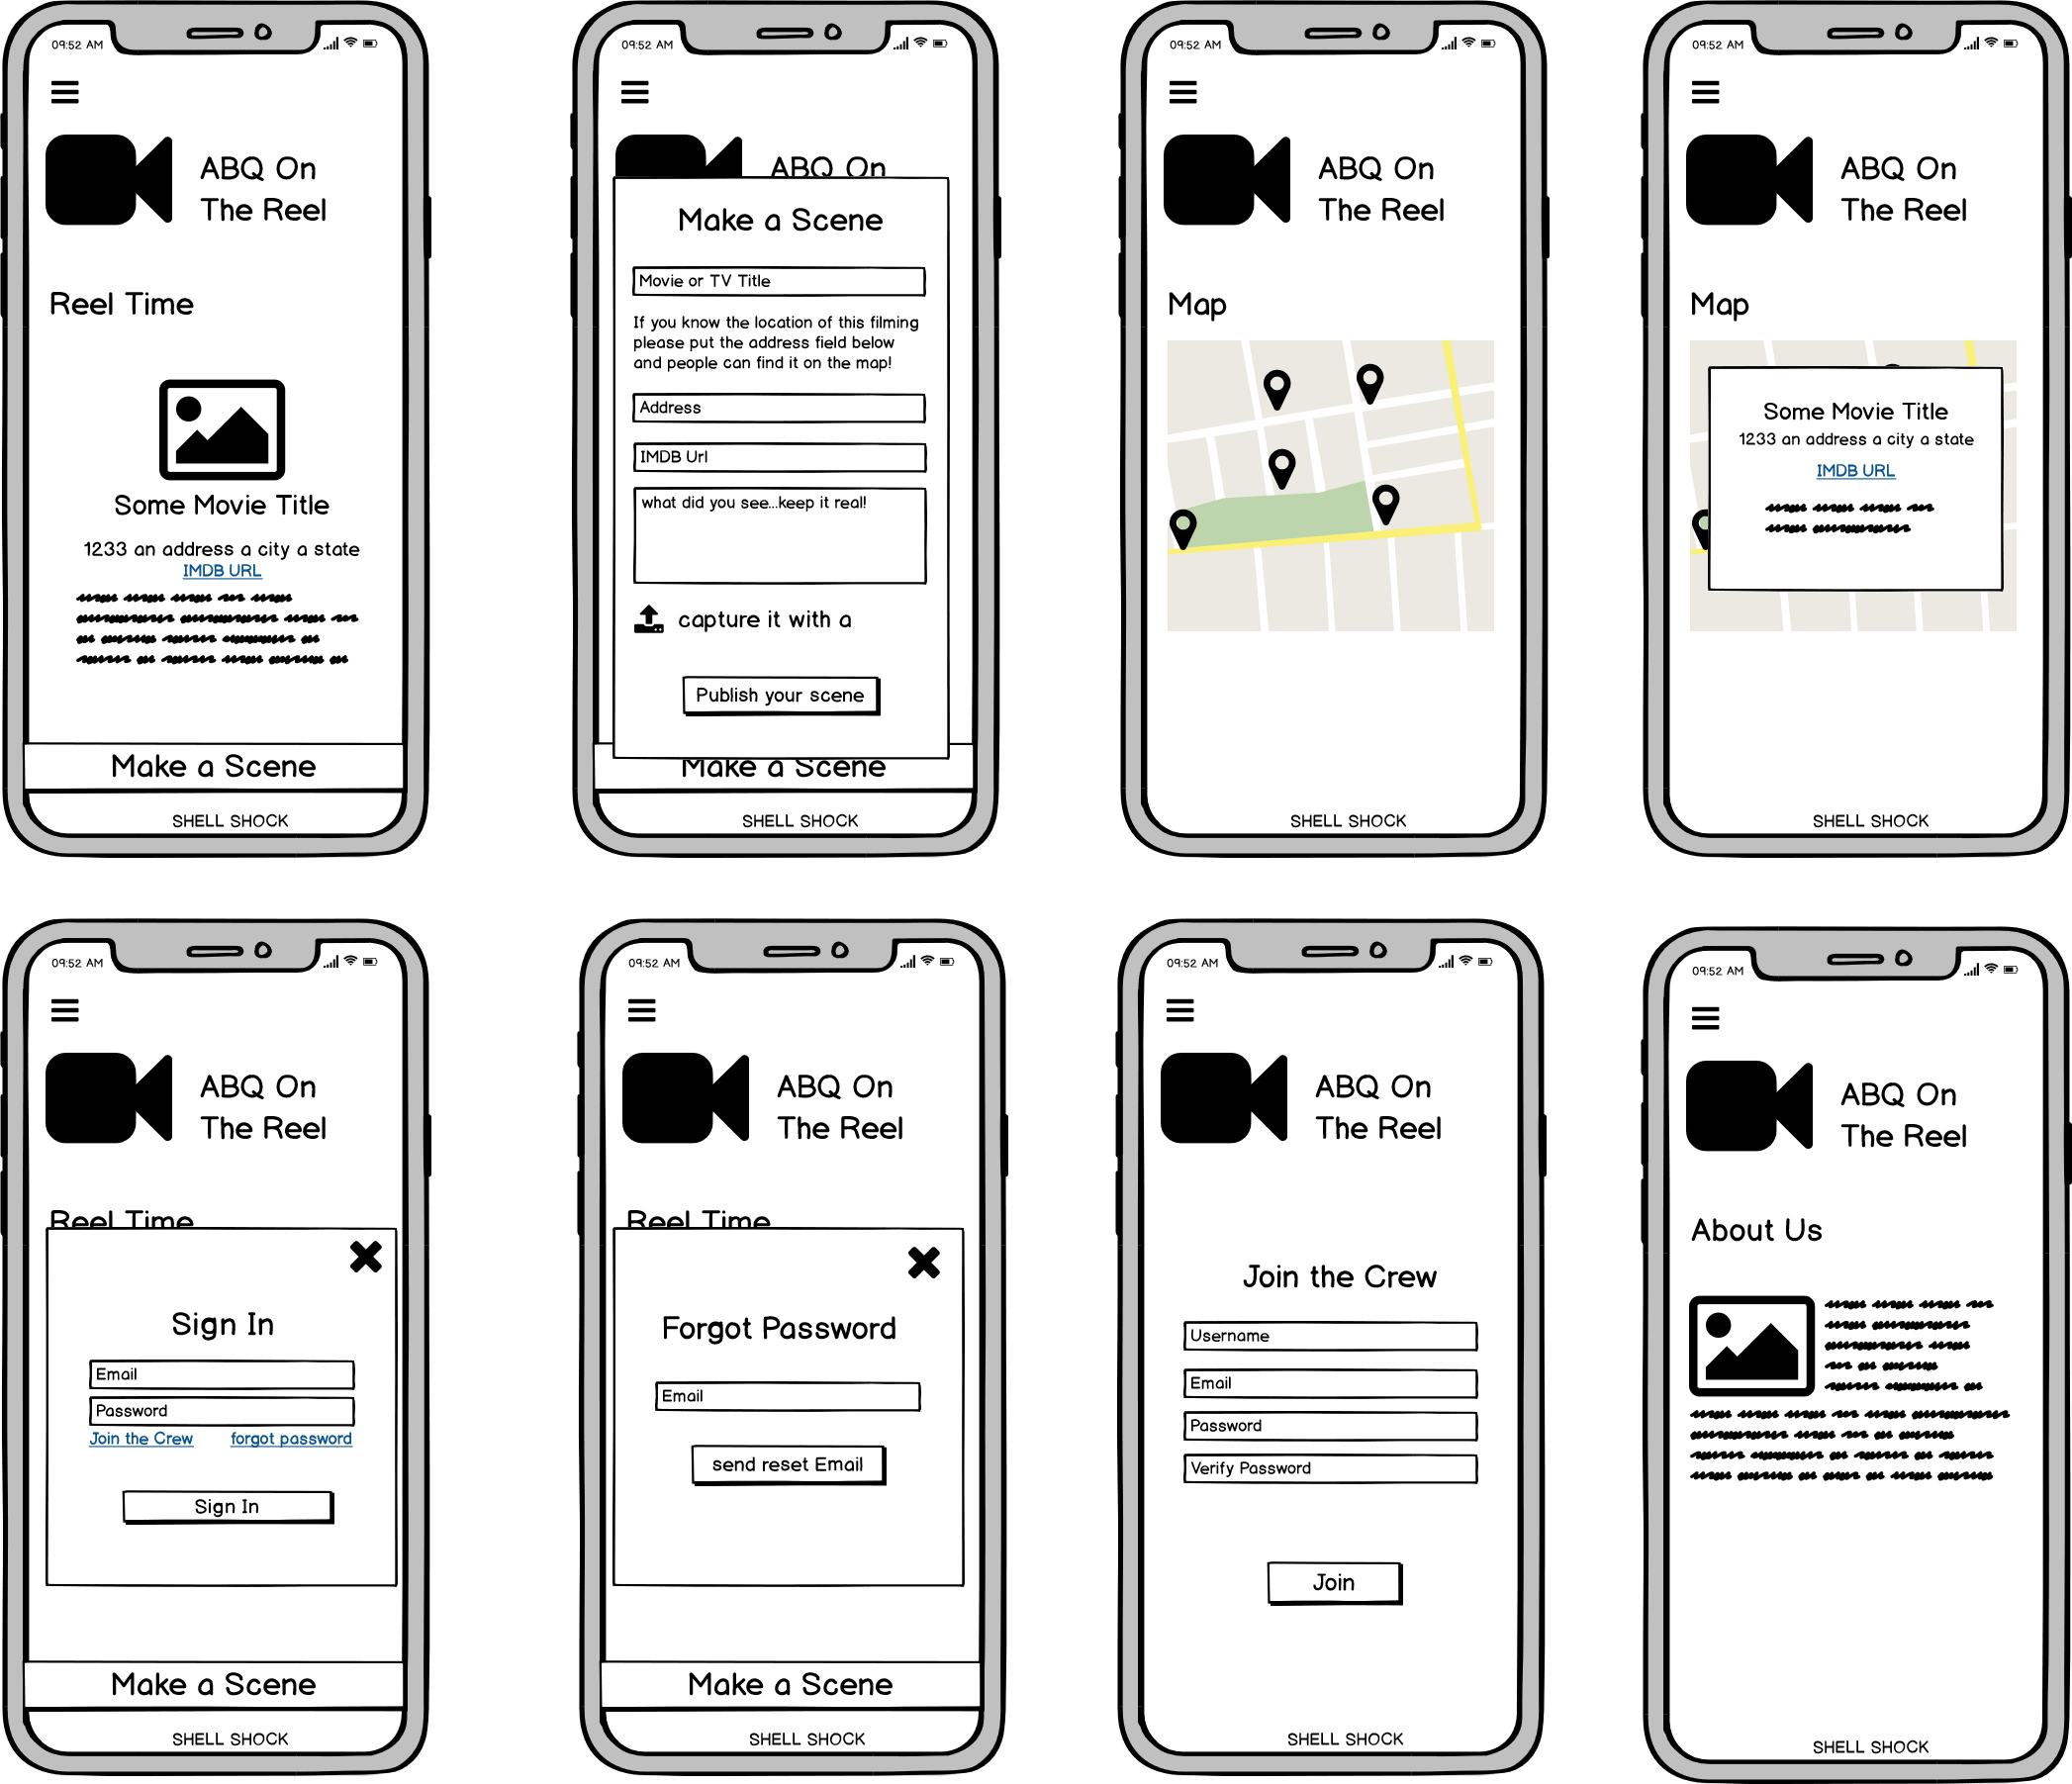 09:52 AM
ABQ On
The Reel
Reel Time
Some Movie Title
1233 an address a city a state
IMDB URL
Make a Scene
SHELL SHOCK
09:52 AM
ABQ On
Make a Scene
Movie or TV Title
If you know the location of this filming
please put the address field below
and people can find it on the map!
Address
IMDB Url
what did you see...keep it real!
capture it with a
Publish your scene
Make a Scene
SHELL SHOCK
09:52 AM
ABQ On
The Reel
Map
SHELL SHOCK
09:52 AM
ABQ On
The Reel
Map
Some Movie Title
1233 an address a city a state
IMDB URL
SHELL SHOCK
09:52 AM
ABQ On
The Reel
Reel Time
Sign In
Email
Password
Join the Crew forgot password
Sign In
Make a Scene
SHELL SHOCK
09:52 AM
ABQ On
The Reel
Reel Time
Forgot Password
Email
send reset Email
Make a Scene
SHELL SHOCK
09:52 AM
ABQ On
The Reel
Join the Crew
Username
Email
Password
Verify Password
Join
SHELL SHOCK
09:52 AM
ABQ On
The Reel
About Us
SHELL SHOCK